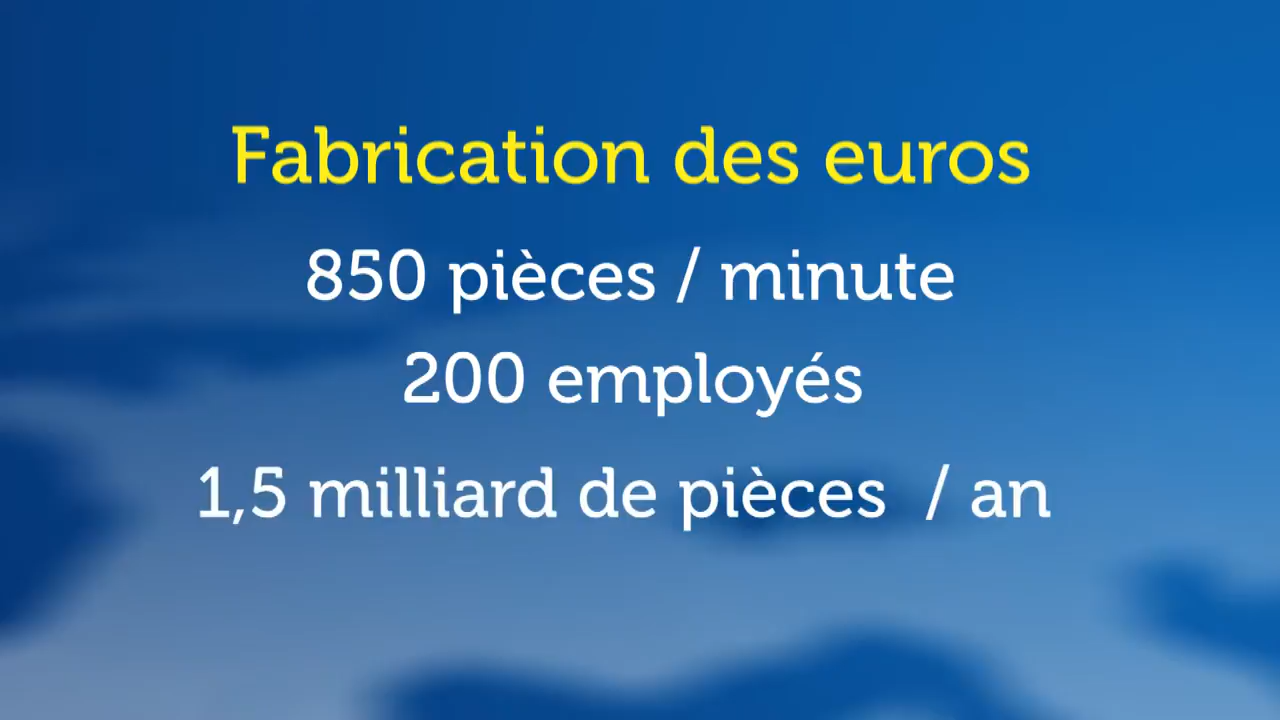 Fabrication des euros
850 pièces / minute
200 employés
1,5 milliard de pièces / an